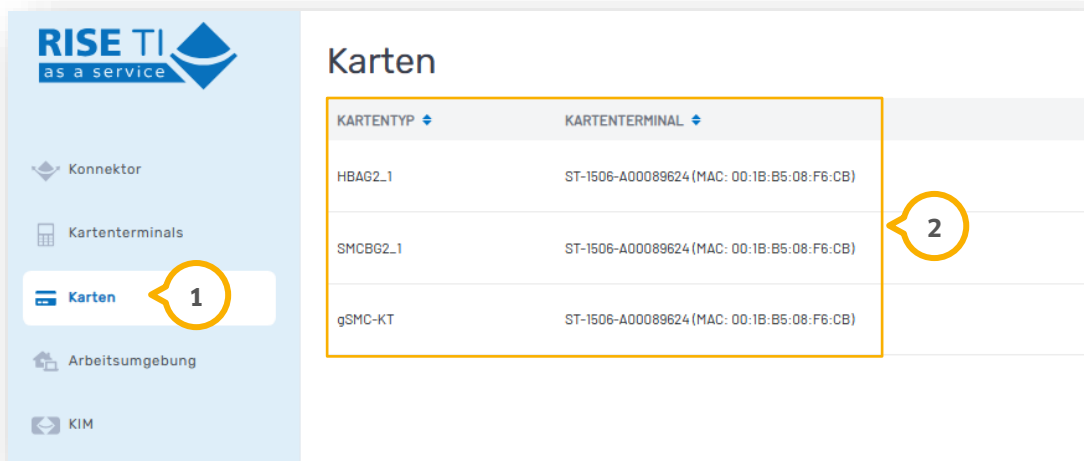 RISE TI
as a service
Karten
KARTENTYP KARTENTERMINAL
Konnektor
HBAG2_1 ST-1506-A00089624 (MAC: 00:1B:B5:08:F6:CB)
Kartenterminals
SMCBG2_1 ST-1506-A00089624 (MAC: 00:1B:B5:08:F6:CB)
2
Karten
1
gSMC-KT ST-1506-A00089624 (MAC: 00:1B:B5:08:F6:CB)
Arbeitsumgebung
KIM